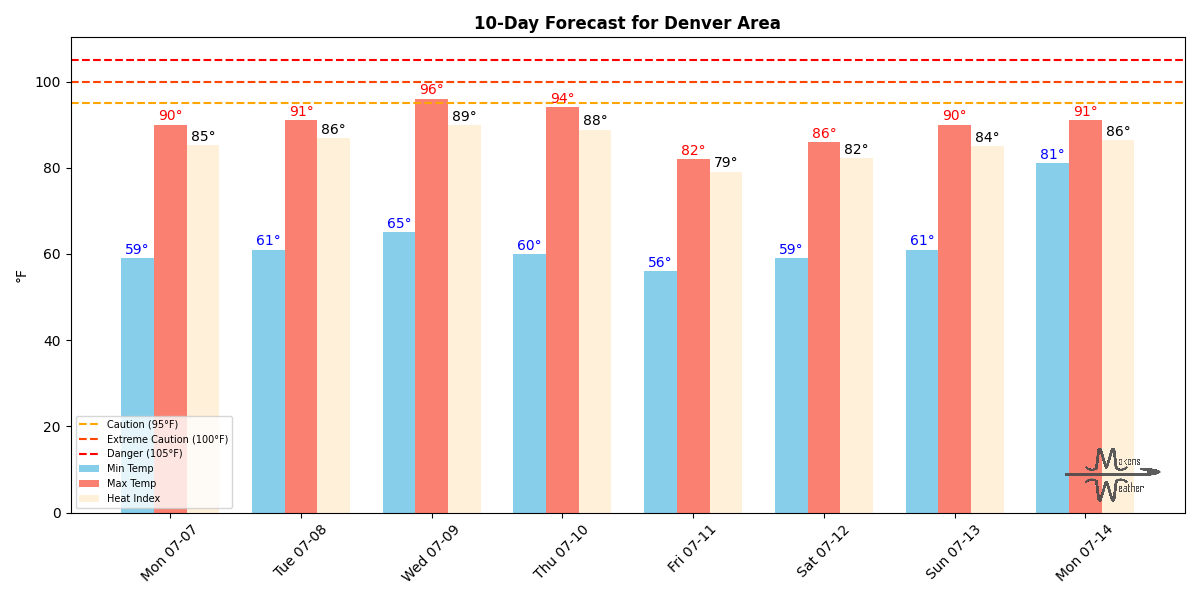 10-Day Forecast for Denver Area
°F
100
80
60
40
20
0
59° 90° 85°
61° 91° 86°
65° 96° 89°
60° 94° 88°
56° 82° 79°
59° 86° 82°
61° 90° 84°
81° 91° 86°
Caution (95°F)
Extreme Caution (100°F)
Danger (105°F)
Min Temp
Max Temp
Heat Index
Mon 07-07
Tue 07-08
Wed 07-09
Thu 07-10
Fri 07-11
Sat 07-12
Sun 07-13
Mon 07-14